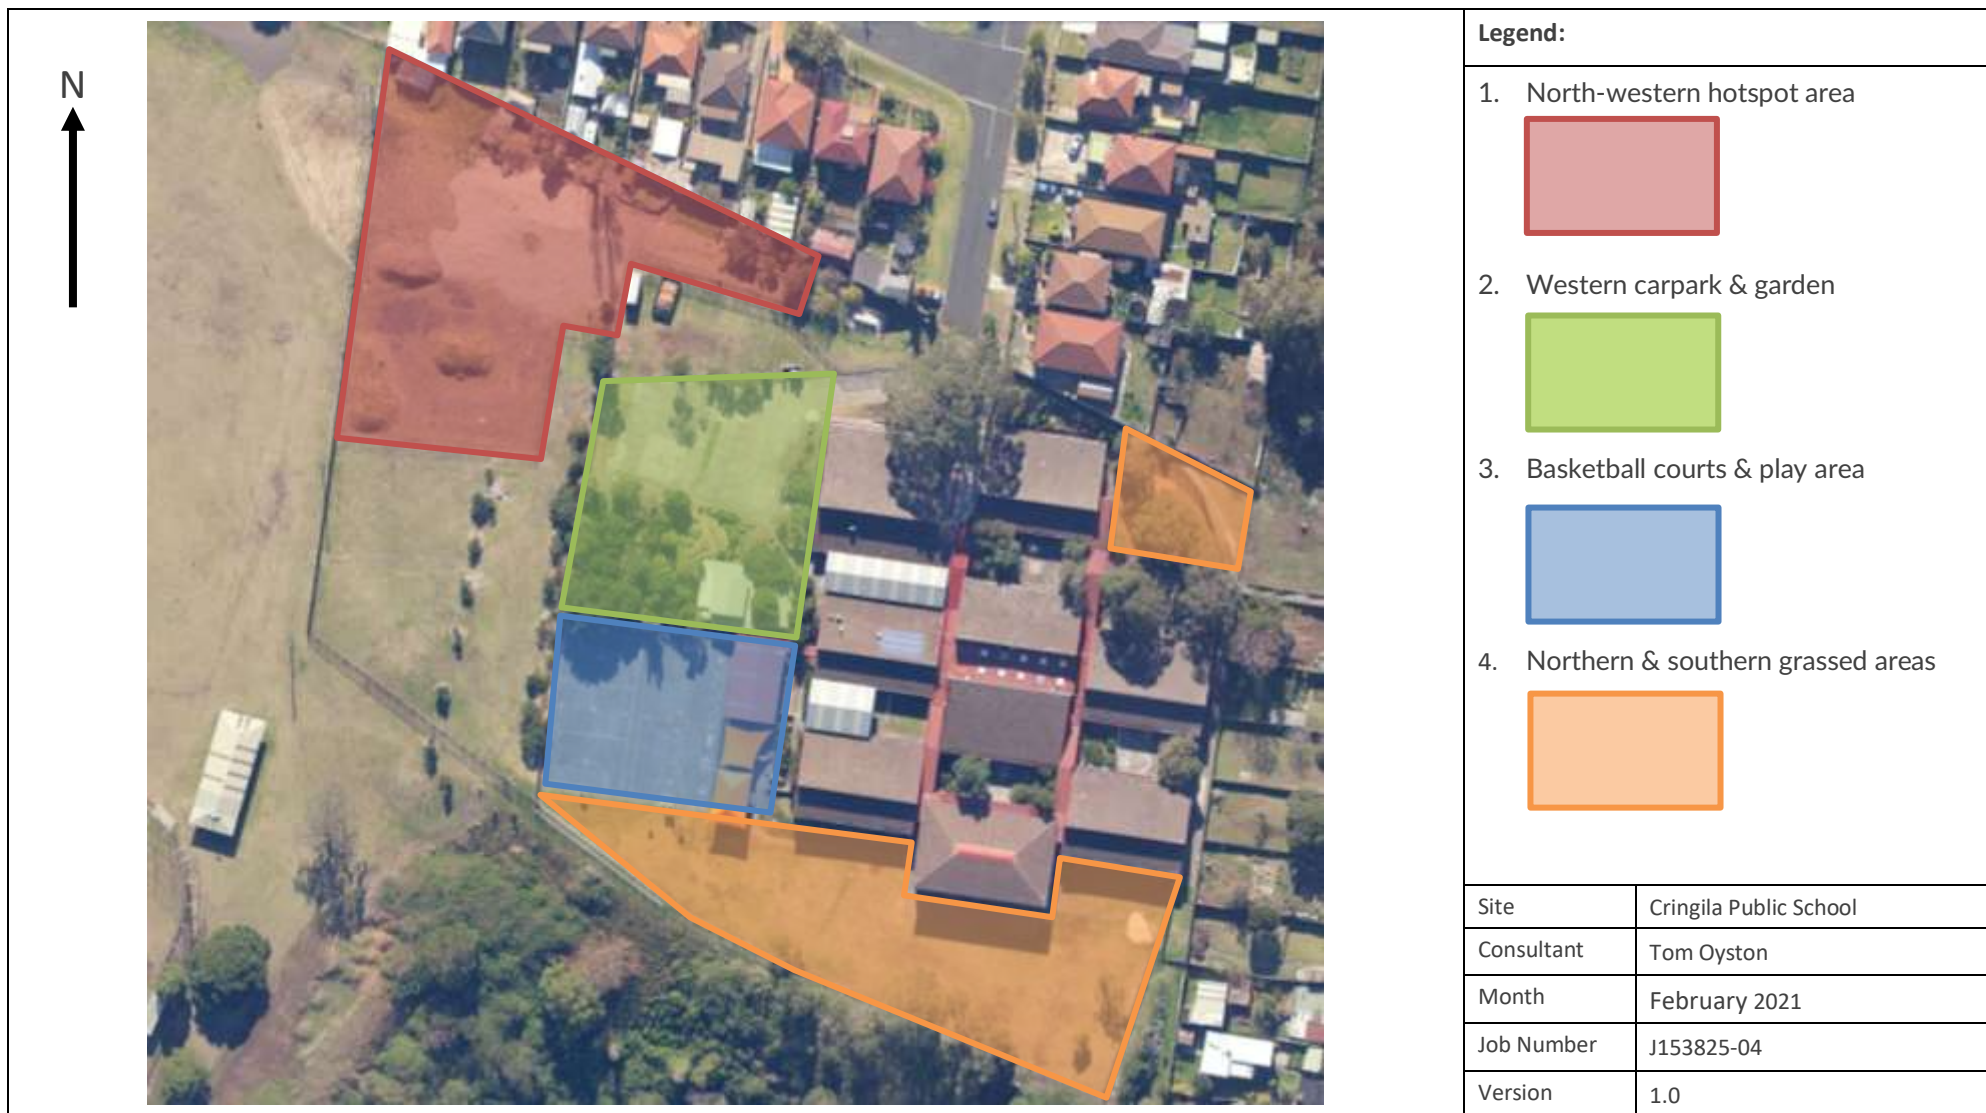 N
Legend:
1. North-western hotspot area
2. Western carpark & garden
3. Basketball courts & play area
4. Northern & southern grassed areas
Site Cringila Public School
Consultant Tom Oyston
Month February 2021
Job Number J153825-04
Version 1.0